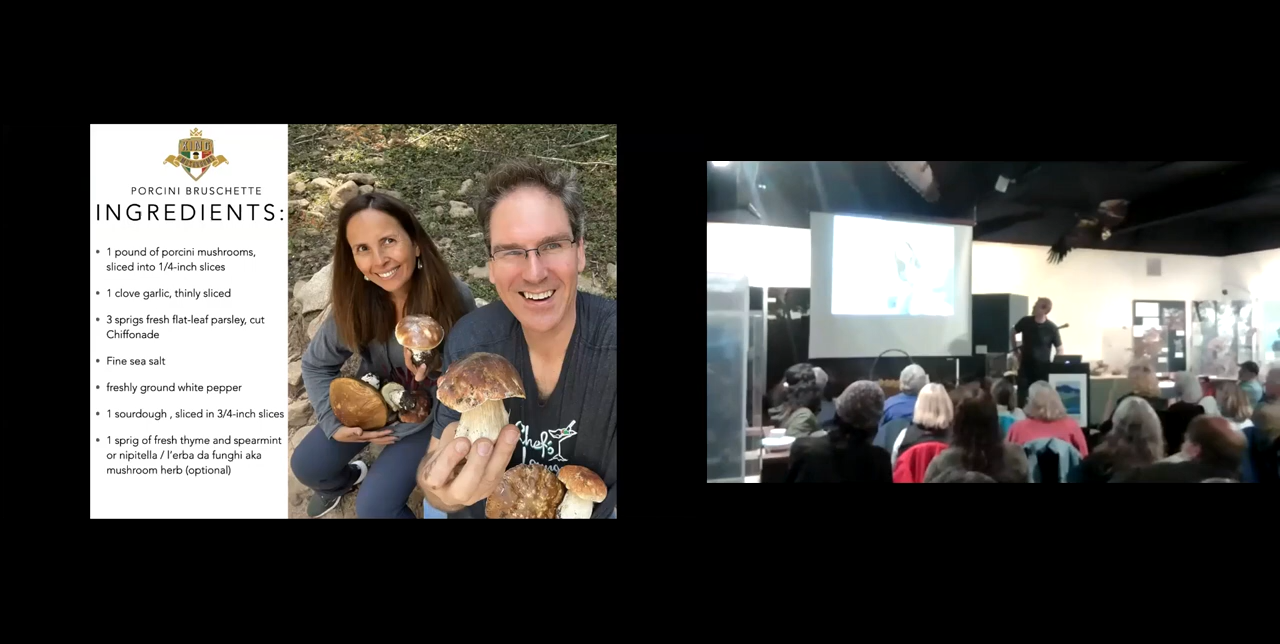 KING
PORCINI BRUSCHETTE
INGREDIENTS:
• 1 pound of porcini mushrooms,
sliced into 1/4-inch slices
• 1 clove garlic, thinly sliced
• 3 sprigs fresh flat-leaf parsley, cut
Chiffonade
• Fine sea salt
• freshly ground white pepper
• 1 sourdough , sliced in 3/4-inch slices
• 1 sprig of fresh thyme and spearmint
or nipitella / l'erba da funghi aka
mushroom herb (optional)
Chef's